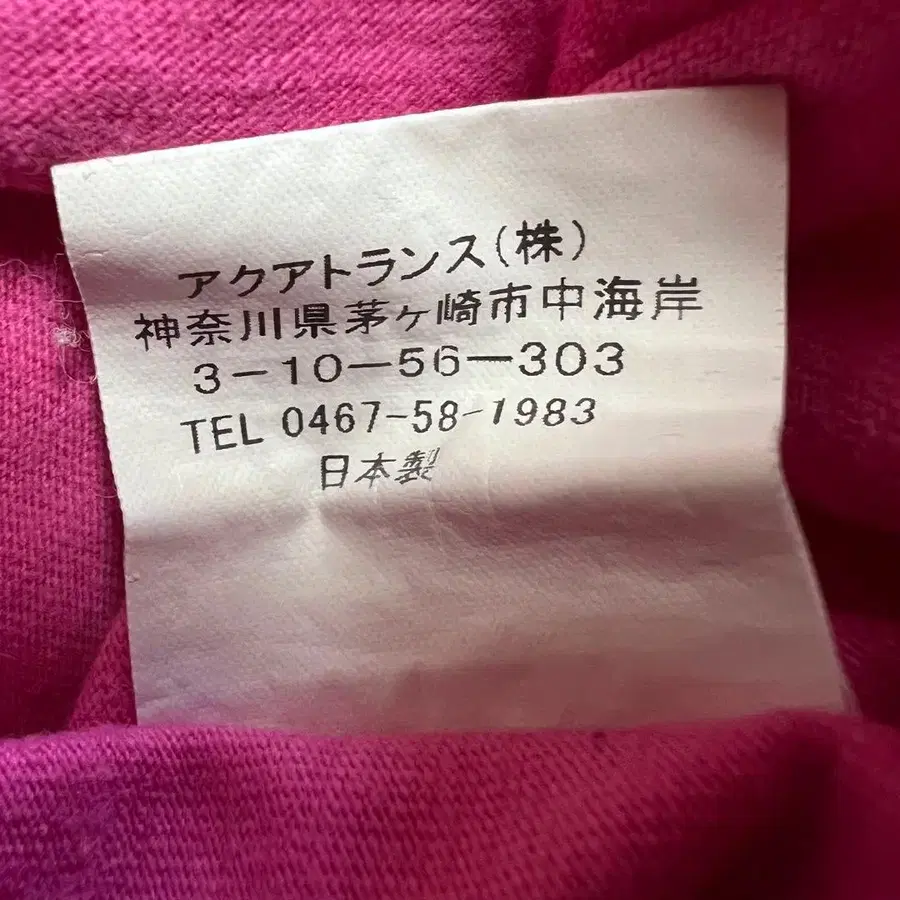 アクアトランス(株)
神奈川県茅ヶ崎市中海岸
3-10-56-303
TEL 0467-58-1983
日本製